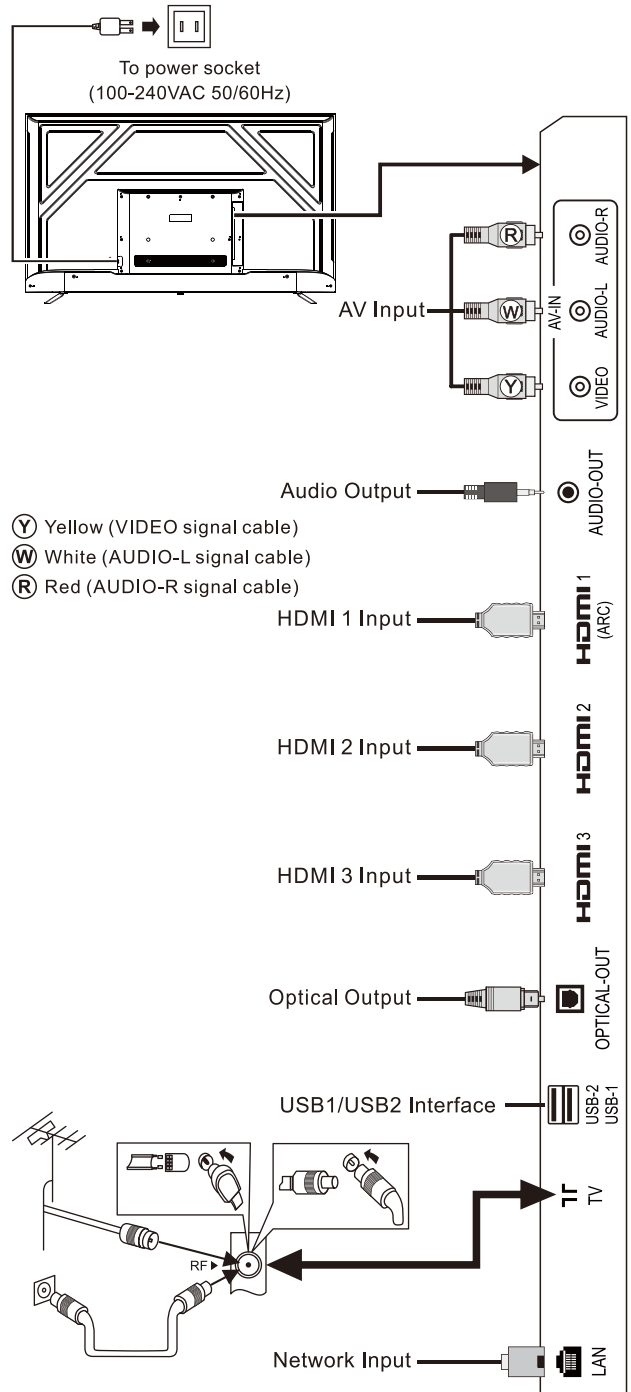 To power socket
(100-240VAC 50/60Hz)
R
AUDIO-R
AV Input
W
AV-IN
AUDIO-L
Y
VIDEO
Audio Output
AUDIO-OUT
Y Yellow (VIDEO signal cable)
W White (AUDIO-L signal cable)
R Red (AUDIO-R signal cable)
HDMI 1 Input
HDMI 1
(ARC)
HDMI 2 Input
HDMI 2
HDMI 3 Input
HDMI 3
Optical Output
OPTICAL-OUT
USB1/USB2 Interface
USB-2
USB-1
TV
RF
Network Input
LAN